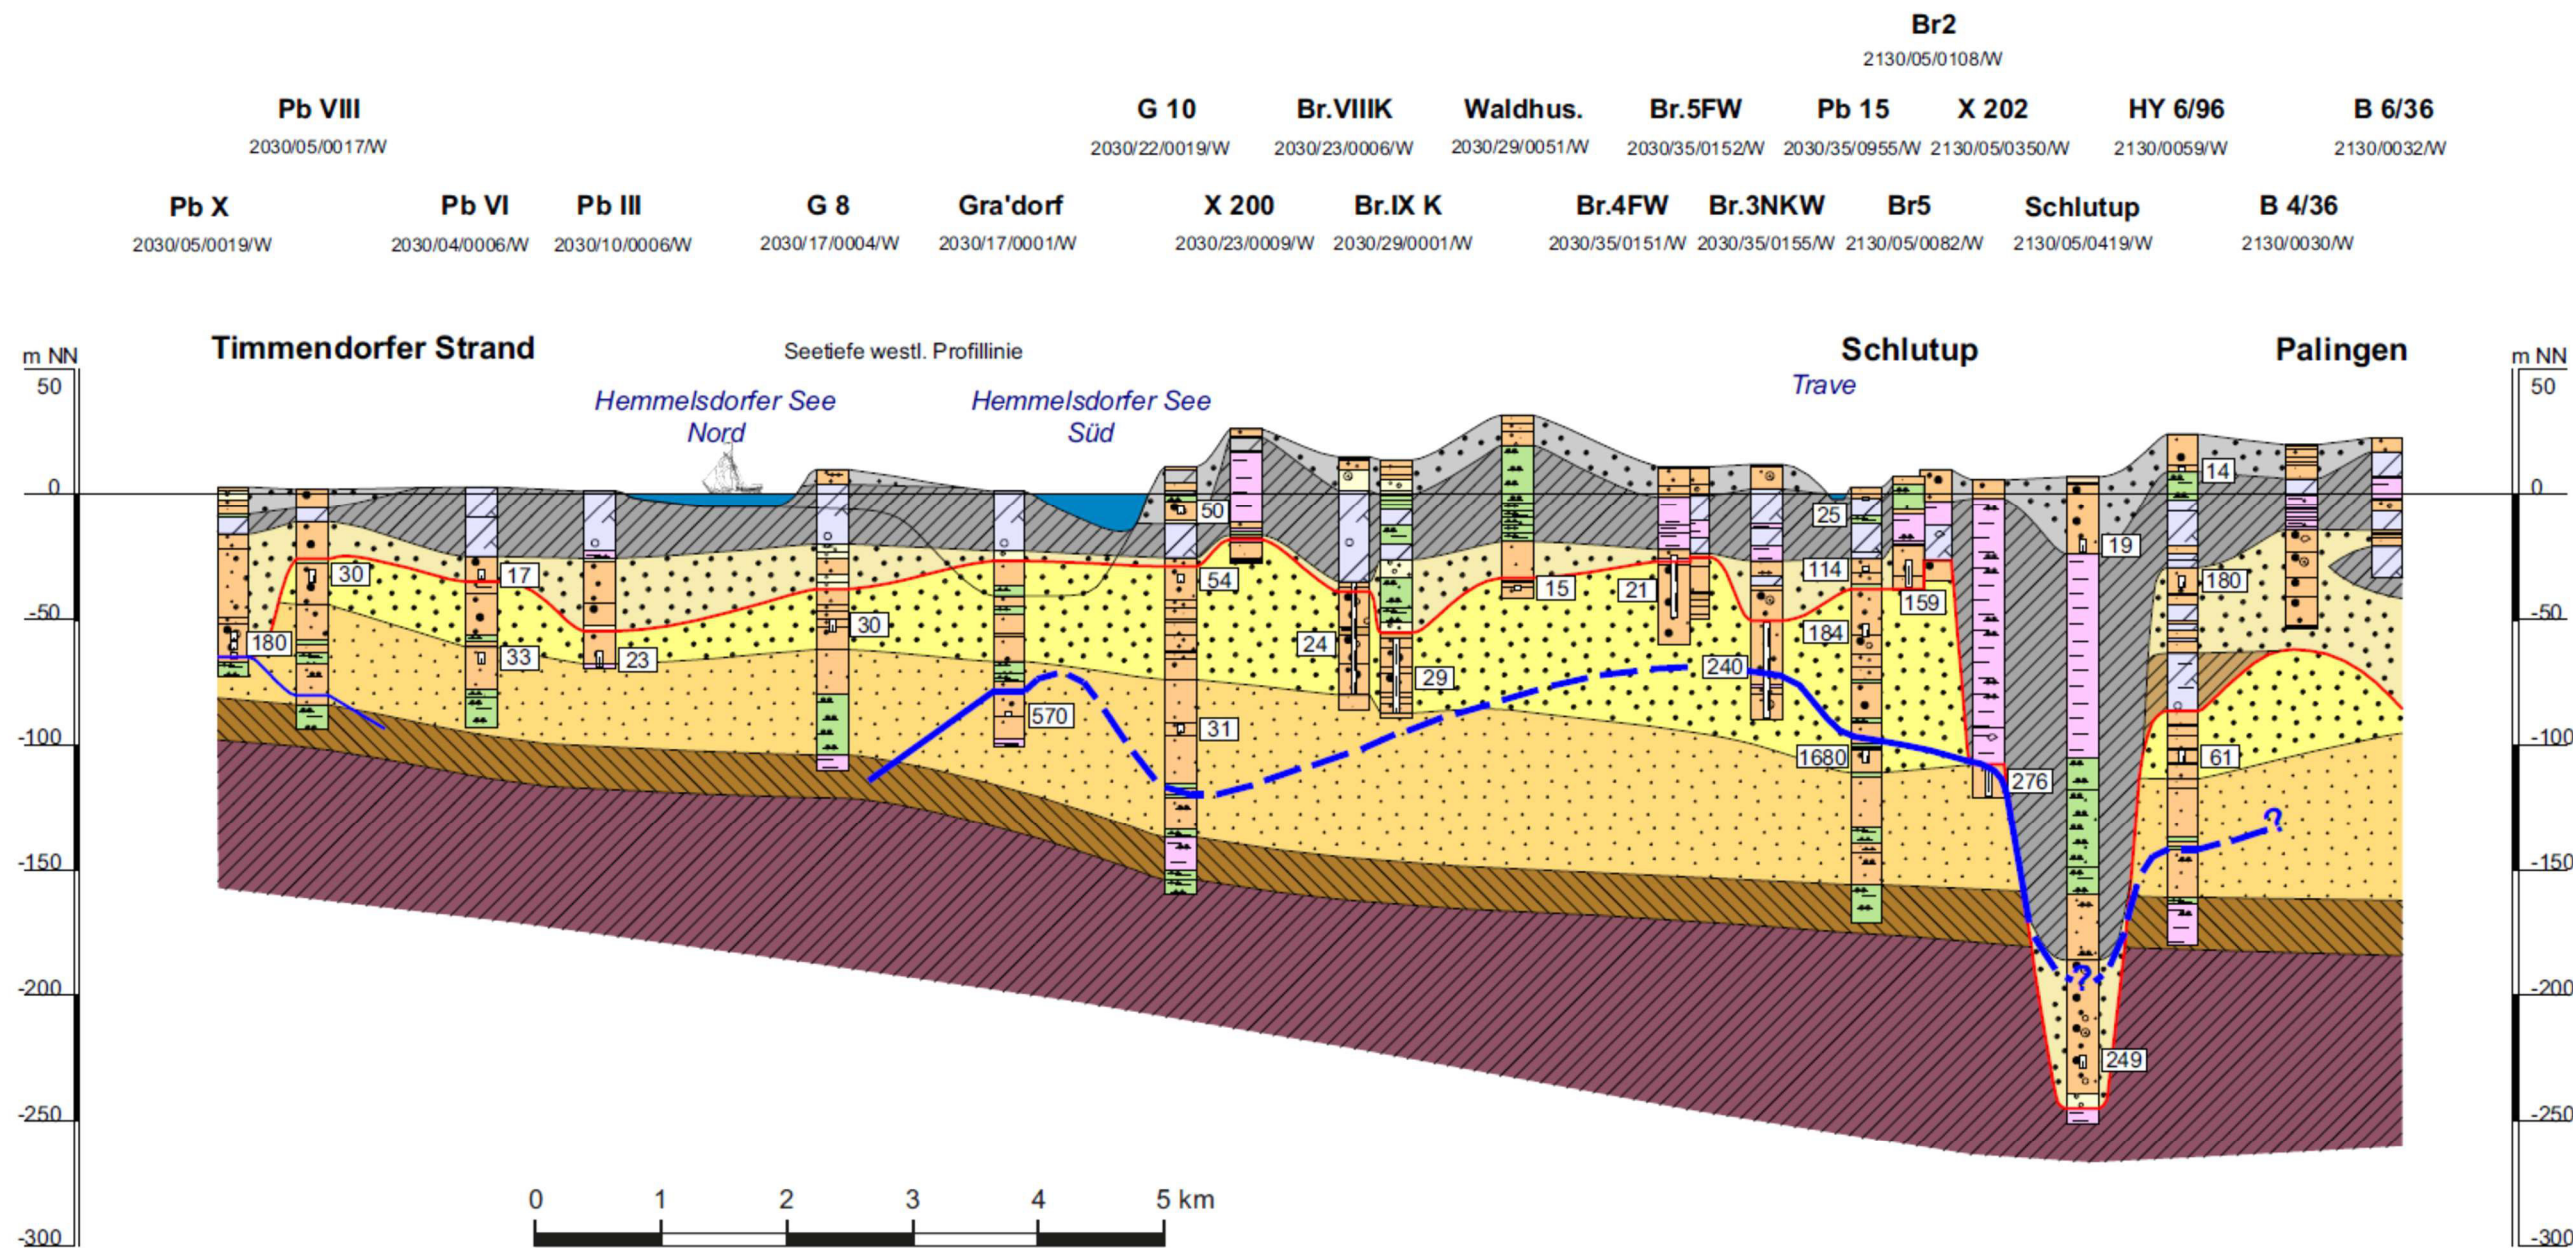 Br2
2130/05/0108/W
Pb VIII G 10 Br.VIIIK Waldhus. Br.5FW Pb 15 X 202 HY 6/96 B 6/36
2030/05/0017/W 2030/22/0019/W 2030/23/0006/W 2030/29/0051/W 2030/35/0152/W 2030/35/0955/W 2130/05/0350/W 2130/0059/W 2130/0032/W
Pb X Pb VI Pb III G 8 Gra'dorf X 200 Br.IX K Br.4FW Br.3NKW Br5 Schlutup B 4/36
2030/05/0019/W 2030/04/0006/W 2030/10/0006/W 2030/17/0004/W 2030/17/0001/W 2030/23/0009/W 2030/29/0001/W 2030/35/0151/W 2030/35/0155/W 2130/05/0082/W 2130/05/0419/W 2130/0030/W
m NN Timmendorfer Strand Seetiefe westl. Profillinie Schlutup Palingen m NN
50 Trave 50
Hemmelsdorfer See Hemmelsdorfer See
Nord Süd
14
0 0
50 25
19
30 17 54 114 180
15 21
159
-50 -50
30 184
180 24
33 23 240
29
570
31 61
-100 1680 -100
276
?
-150 -150
?
-200 -200
249
-250 -250
0 1 2 3 4 5 km
-300 -300